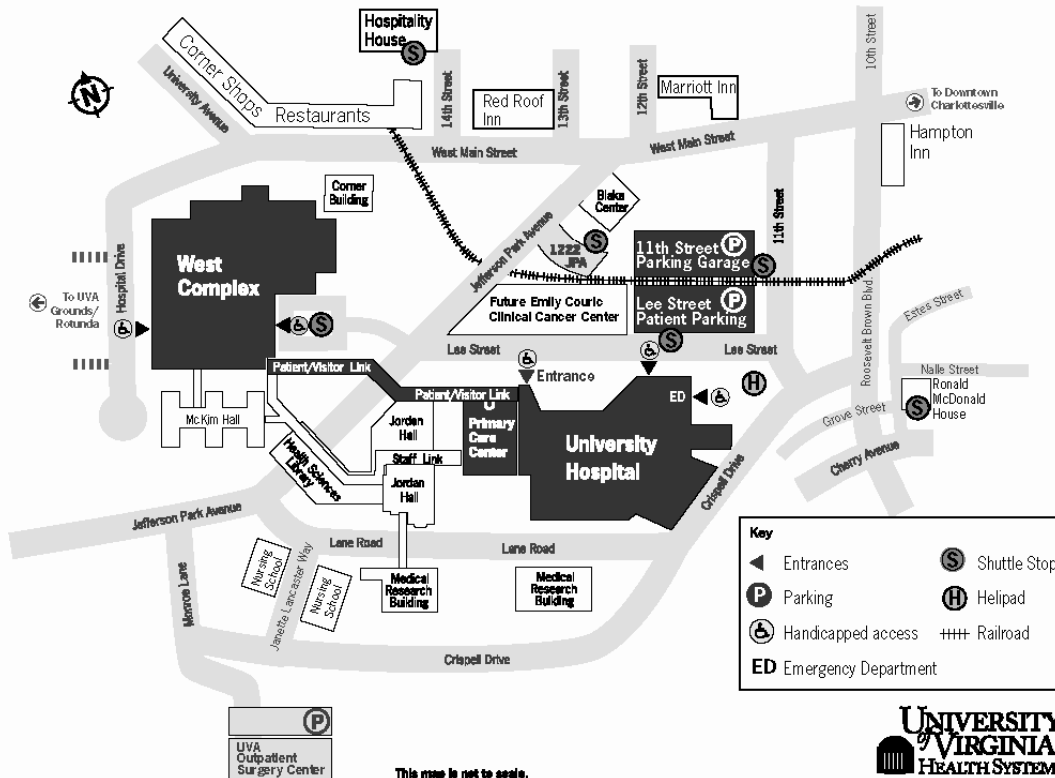 Hospitality
House
S
Corner Shops
Restaurants
University Avenue
N
14th Street
Red Roof
Inn
13th Street
12th Street
Marriott Inn
10th Street
To Downtown
Charlottesville
Hampton
Inn
West Main Street
West Main Street
Corner
Building
Blake
Center
Jefferson Park Avenue
1222
JPA
S
11th Street
Parking Garage
P
S
11th Street
West
Complex
Hospital Drive
To UVA
Grounds/
Rotunda
S
Future Emily Couric
Clinical Cancer Center
Lee Street
Patient Parking
P
S
Roosevelt Brown Blvd.
Estes Street
Lee Street
Lee Street
Nalle Street
Patient/Visitor Link
Entrance
Patient/Visitor Link
ED
H
Ronald
McDonald
House
S
Grove Street
Cherry Avenue
McKim Hall
Jordan
Hall
Primary
Care
Center
University
Hospital
Staff Link
Health Sciences
Library
Jordan
Hall
Crispell Drive
Jefferson Park Avenue
Lane Road
Lane Road
Nursing
School
Janette Lancaster Way
Nursing
School
Medical
Research
Building
Medical
Research
Building
Monroe Lane
Crispell Drive
P
UVA
Outpatient
Surgery Center
This map is not to scale.
Key
Entrances
S Shuttle Stop
P Parking
H Helipad
Handicapped access
Railroad
ED Emergency Department
UNIVERSITY
of VIRGINIA
HEALTH SYSTEM